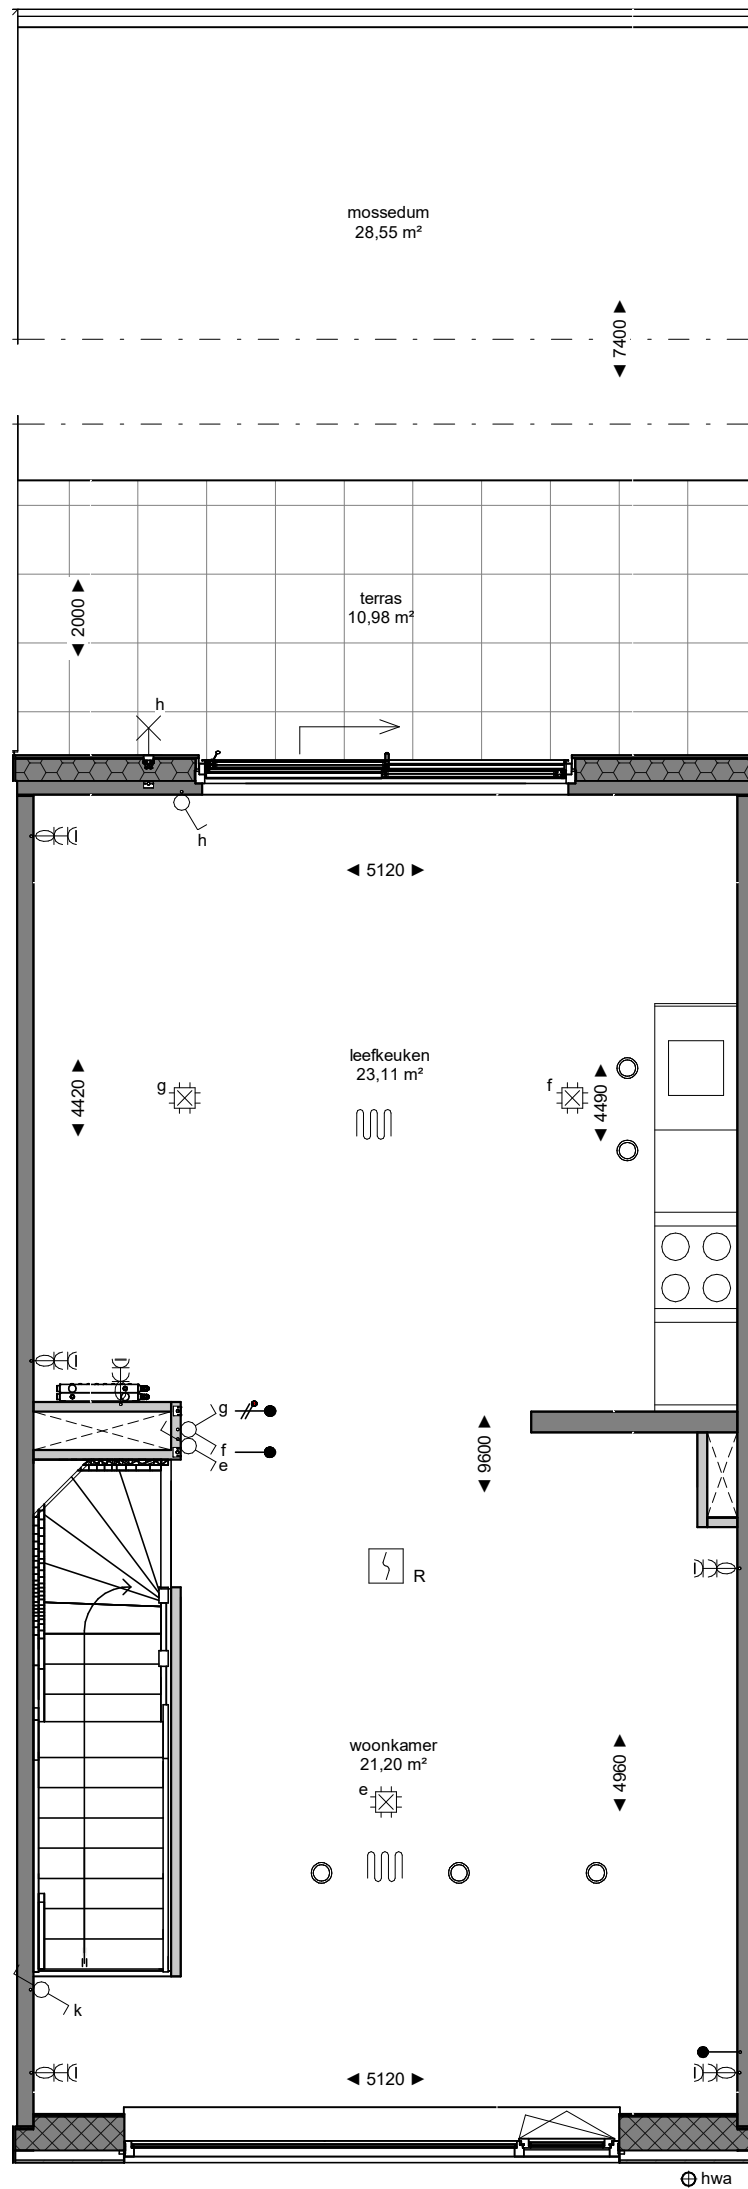 mossedum
28,55 m²
7400
terras
10,98 m²
2000
h
h
5120
leefkeuken
23,11 m²
4420
g
f
4490
g
f
e
9600
R
woonkamer
21,20 m²
e
4960
k
5120
hwa